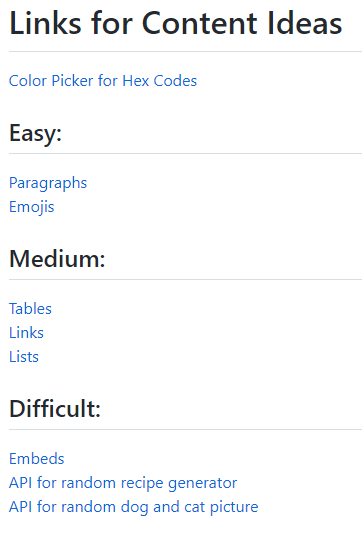 Links for Content Ideas
Color Picker for Hex Codes
Easy:
Paragraphs
Emojis
Medium:
Tables
Links
Lists
Difficult:
Embeds
API for random recipe generator
API for random dog and cat picture